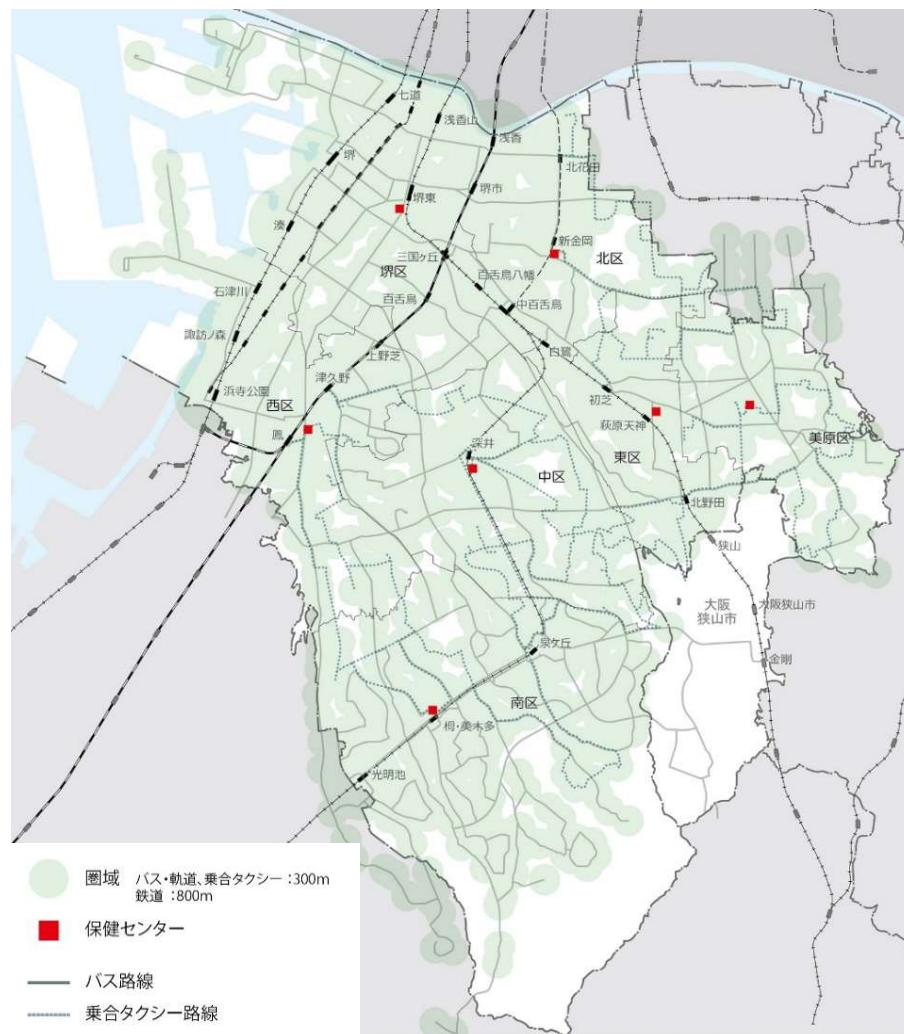 七道
浅香山
浅香
堺
北花田
堺東
堺市
湊
新金岡
三国ヶ丘
北区
堺区
百舌鳥八幡
石津川
百舌鳥
中百舌鳥
諏訪ノ森
上野芝
白鷺
津久野
浜寺公園
初芝
西区
萩原天神
鳳
深井
東区
美原区
中区
北野田
狭山
大阪
狭山市
大阪狭山市
泉ケ丘
金剛
南区
栂・美木多
光明池
圏域 バス・軌道、乗合タクシー:300m
鉄道:800m
保健センター
バス路線
乗合タクシー路線